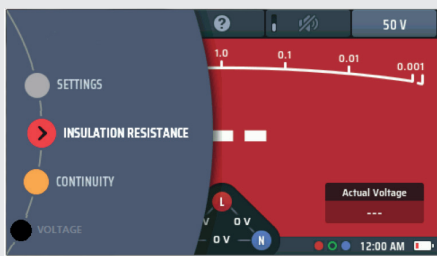 ?
50 V
1.0
0.1
0.01
0.001
SETTINGS
INSULATION RESISTANCE
CONTINUITY
VOLTAGE
L
V
0 V
0 V
N
Actual Voltage
---
12:00 AM